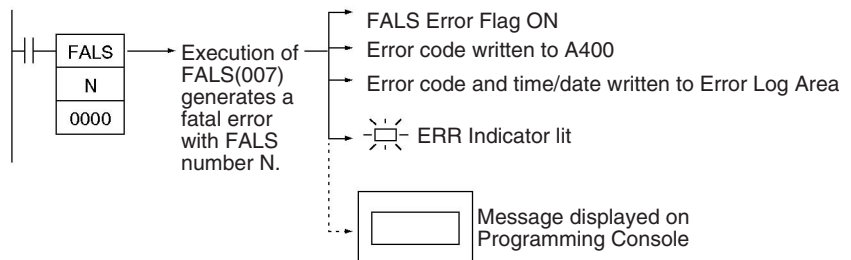 FALS
N
0000
Execution of
FALS(007)
generates a
fatal error
with FALS
number N.
FALS Error Flag ON
Error code written to A400
Error code and time/date written to Error Log Area
ERR Indicator lit
Message displayed on
Programming Console